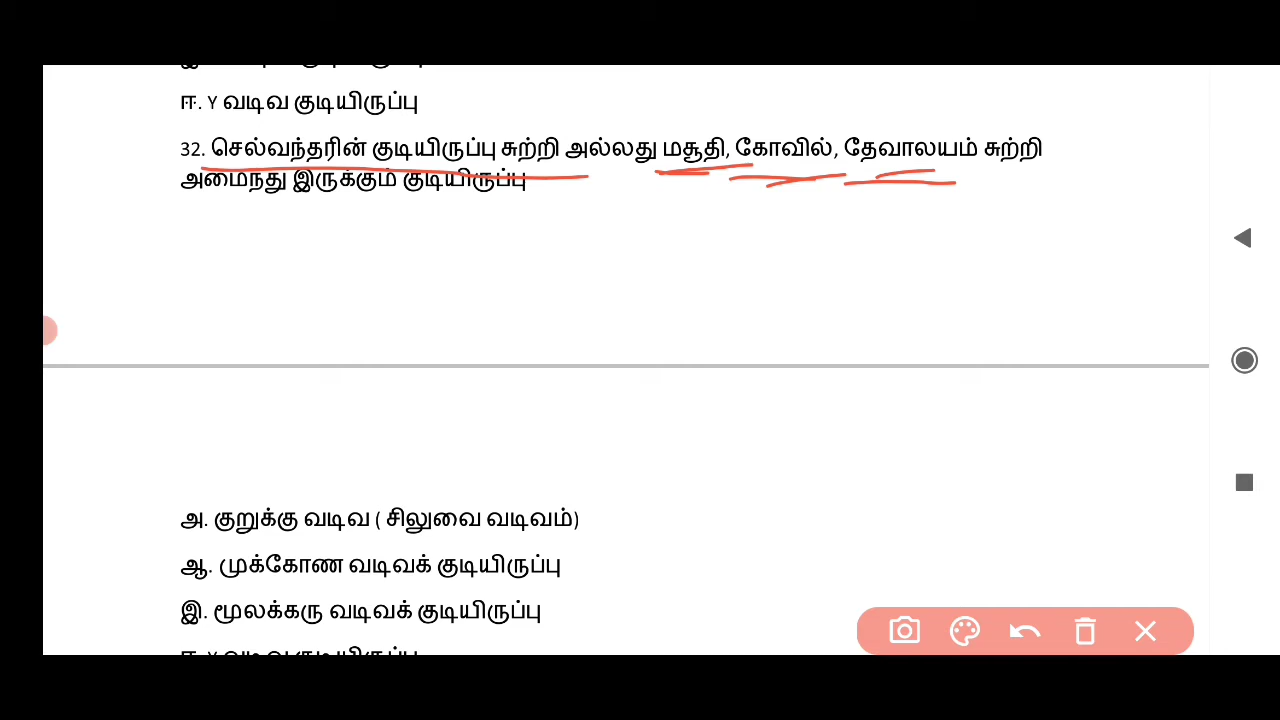 ஈ. Y வடிவ குடியிருப்பு
32. செல்வந்தரின் குடியிருப்பு சுற்றி அல்லது மசூதி, கோவில், தேவாலயம் சுற்றி
அமைந்து இருக்கும் குடியிருப்பு
அ. குறுக்கு வடிவ ( சிலுவை வடிவம்)
ஆ. முக்கோண வடிவக் குடியிருப்பு
இ. மூலக்கரு வடிவக் குடியிருப்பு
ஈ. Y வடிவ குடியிருப்பு